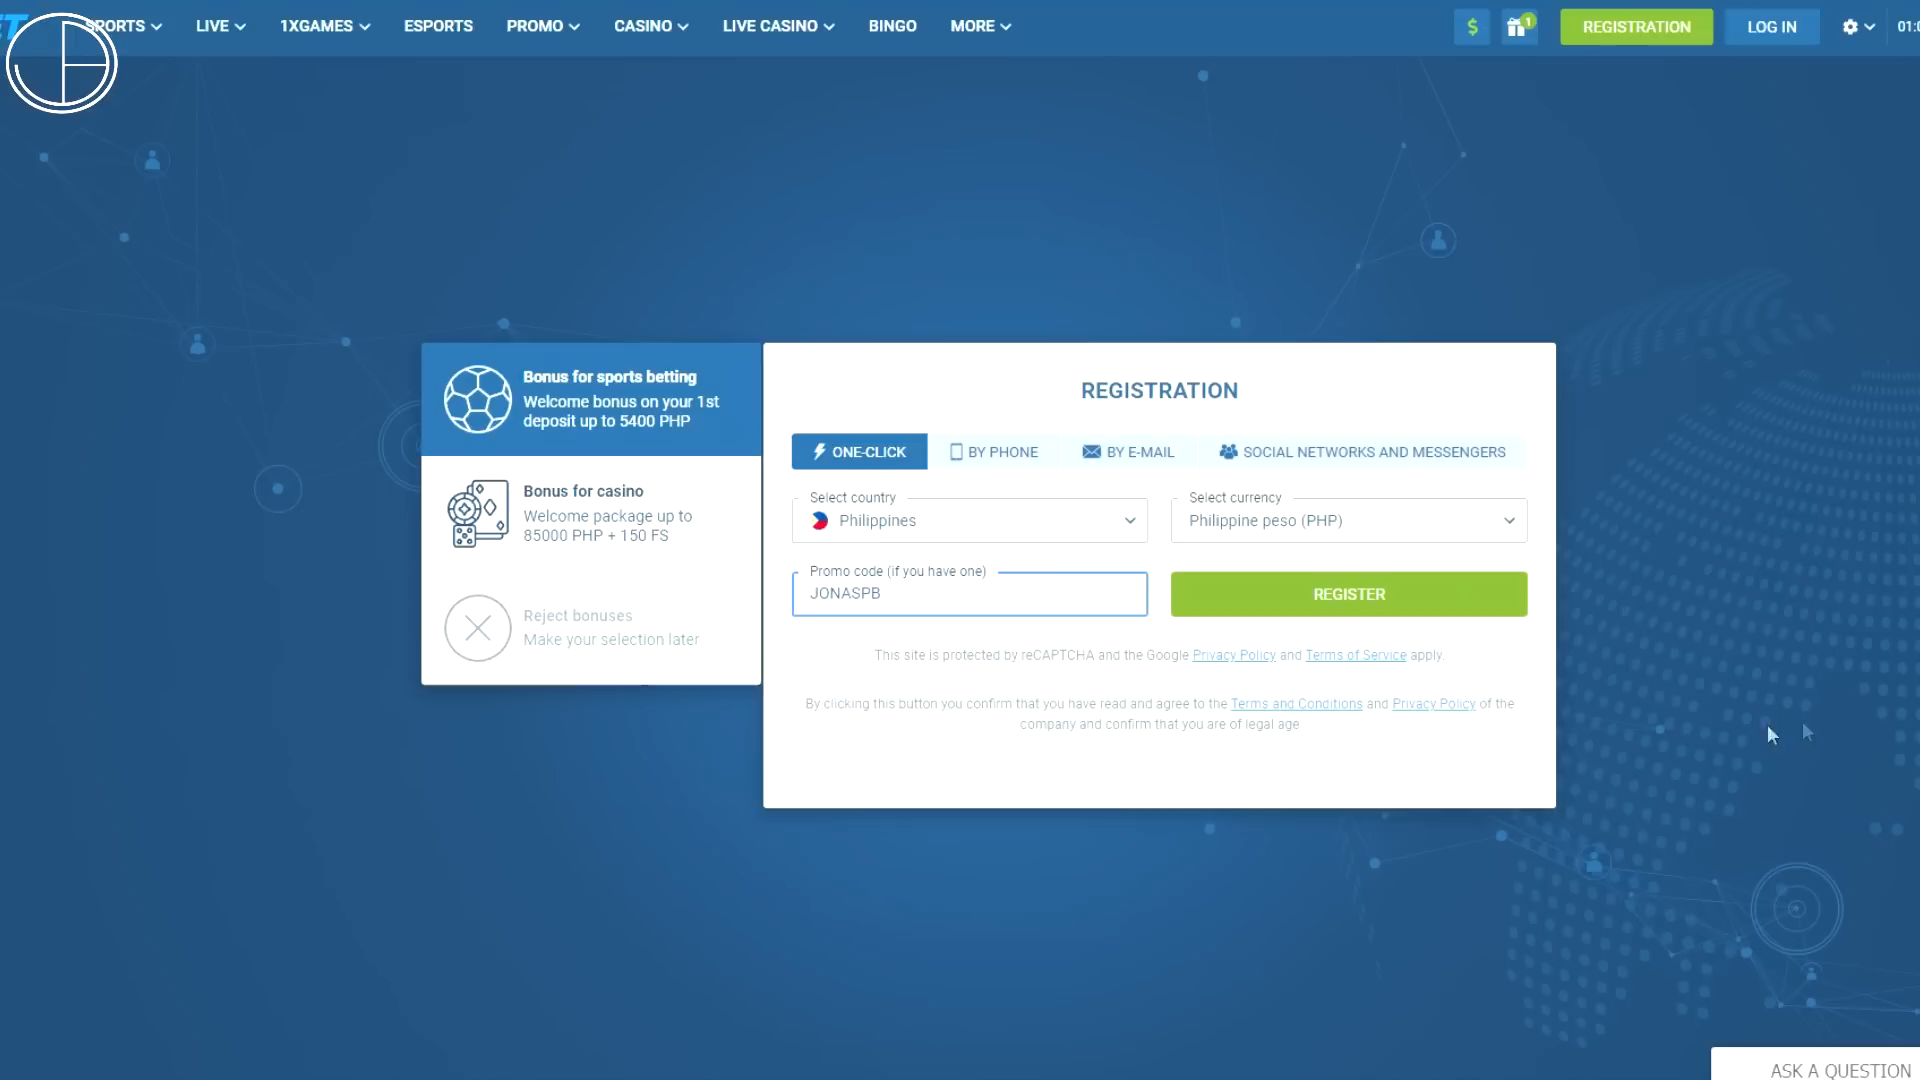 SPORTS
LIVE
1XGAMES
ESPORTS
PROMO
CASINO
LIVE CASINO
BINGO
MORE
$
1
REGISTRATION
LOG IN
Bonus for sports betting
Welcome bonus on your 1st
deposit up to 5400 PHP
Bonus for casino
Welcome package up to
85000 PHP + 150 FS
Reject bonuses
Make your selection later
REGISTRATION
ONE-CLICK
BY PHONE
BY E-MAIL
SOCIAL NETWORKS AND MESSENGERS
Select country
Philippines
Select currency
Philippine peso (PHP)
Promo code (if you have one)
JONASPB
REGISTER
This site is protected by reCAPTCHA and the Google Privacy Policy and Terms of Service apply.
By clicking this button you confirm that you have read and agree to the Terms and Conditions and Privacy Policy of the
company and confirm that you are of legal age
ASK A QUESTION